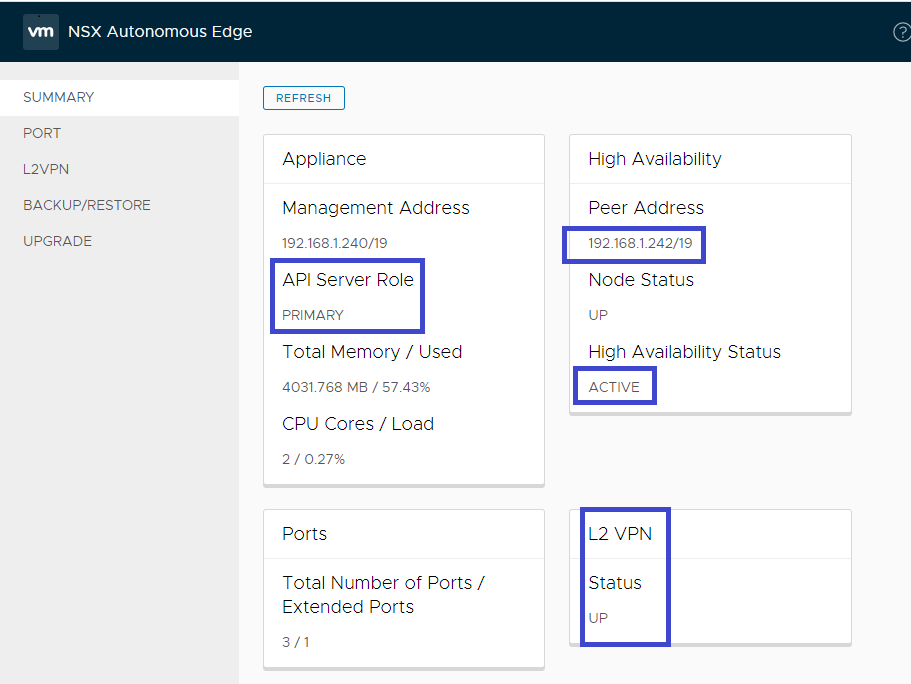 vm NSX Autonomous Edge ?
SUMMARY
PORT
L2VPN
BACKUP/RESTORE
UPGRADE
REFRESH
Appliance
Management Address
192.168.1.240/19
API Server Role
PRIMARY
Total Memory / Used
4031.768 MB / 57.43%
CPU Cores / Load
2 / 0.27%
High Availability
Peer Address
192.168.1.242/19
Node Status
UP
High Availability Status
ACTIVE
Ports
Total Number of Ports /
Extended Ports
3 / 1
L2 VPN
Status
UP